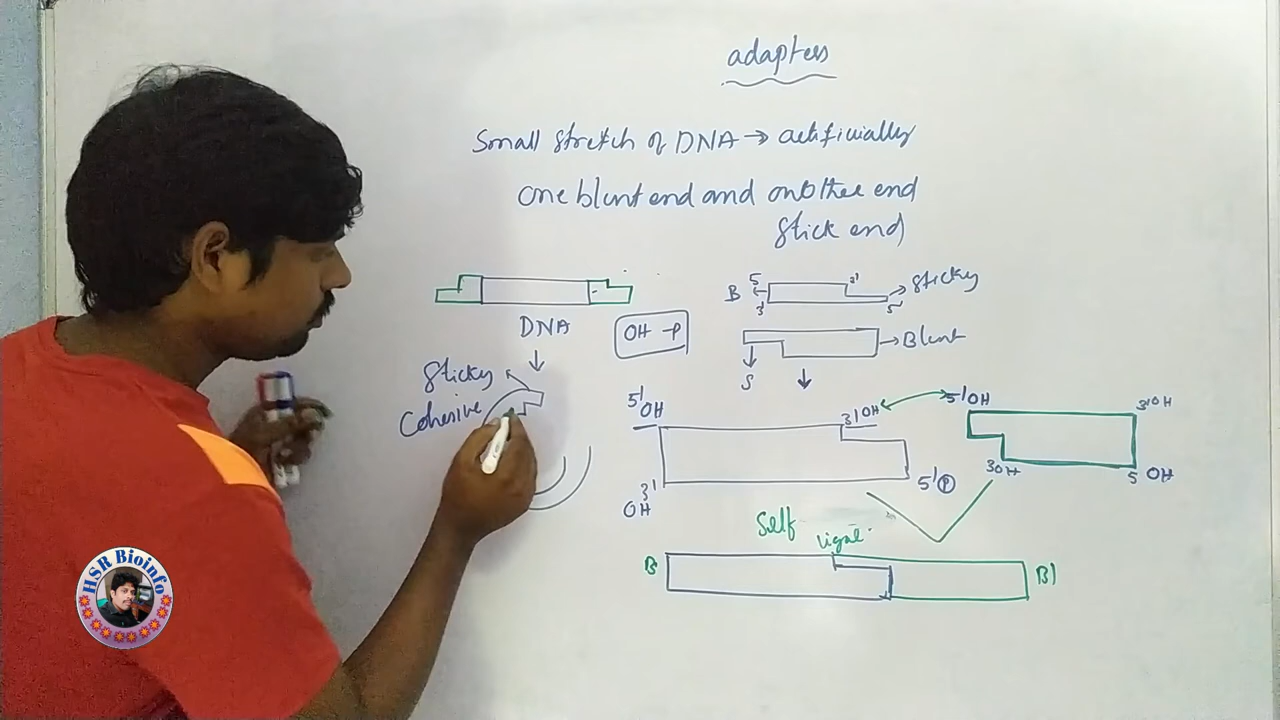 adapters
Small stretch of DNA → artificially
one blunt end and another end
stick end
B 5' 3' 3' 5' → sticky
DNA
OH → P
→ Blunt
S
Sticky
Cohesive
5'OH 3'OH
3' OH
5'P
5'OH 3'OH
3OH 5 OH
Self
ligat
B Bl
HSR Bioinfo